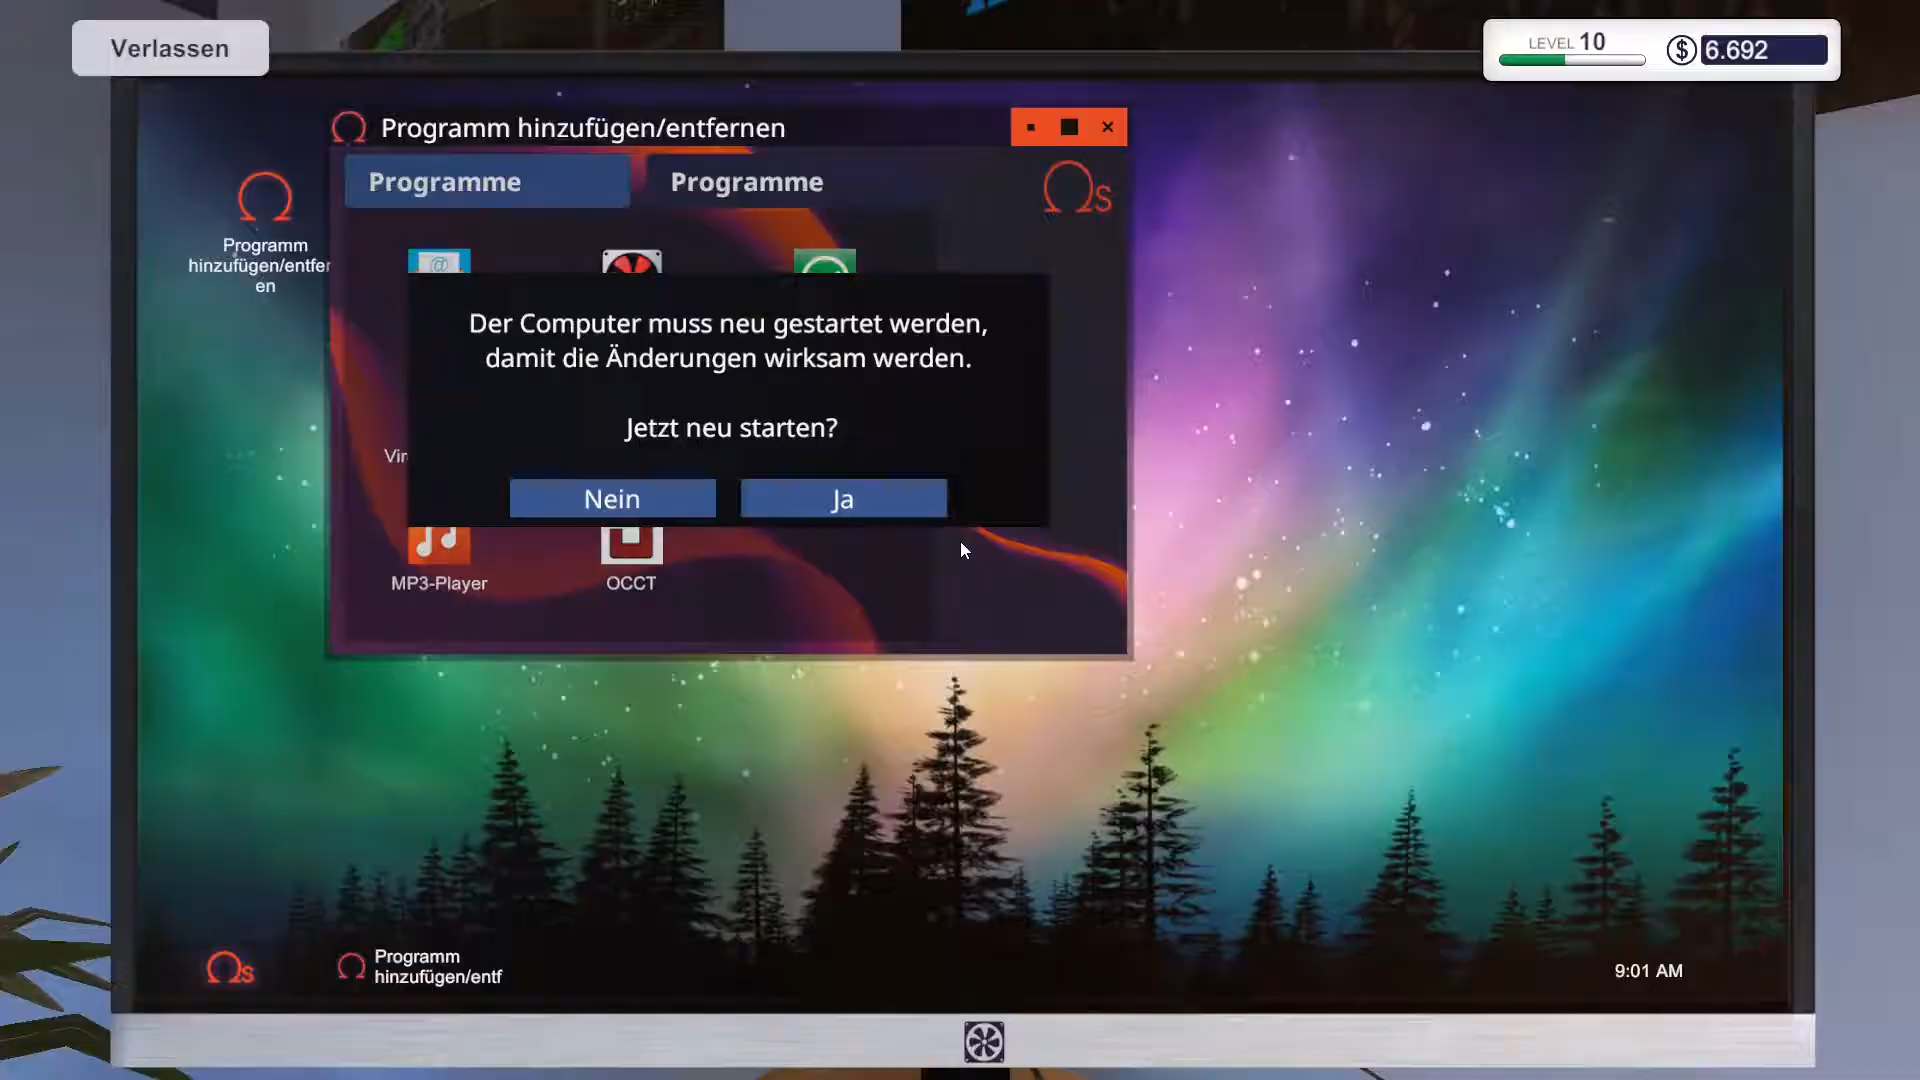 Verlassen
LEVEL 10
$ 6.692
Programm hinzufügen/entfernen
Programme
Programme
Ωs
Programm
hinzufügen/entfer
en
Der Computer muss neu gestartet werden,
damit die Änderungen wirksam werden.
Jetzt neu starten?
Vir
Nein
Ja
MP3-Player
OCCT
Ωs
Programm
hinzufügen/entf
9:01 AM